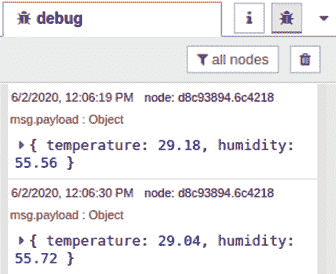 debug
i
all nodes
6/2/2020, 12:06:19 PM node: d8c93894.6c4218
msg.payload : Object
{ temperature: 29.18, humidity:
55.56 }
6/2/2020, 12:06:30 PM node: d8c93894.6c4218
msg.payload : Object
{ temperature: 29.04, humidity:
55.72 }